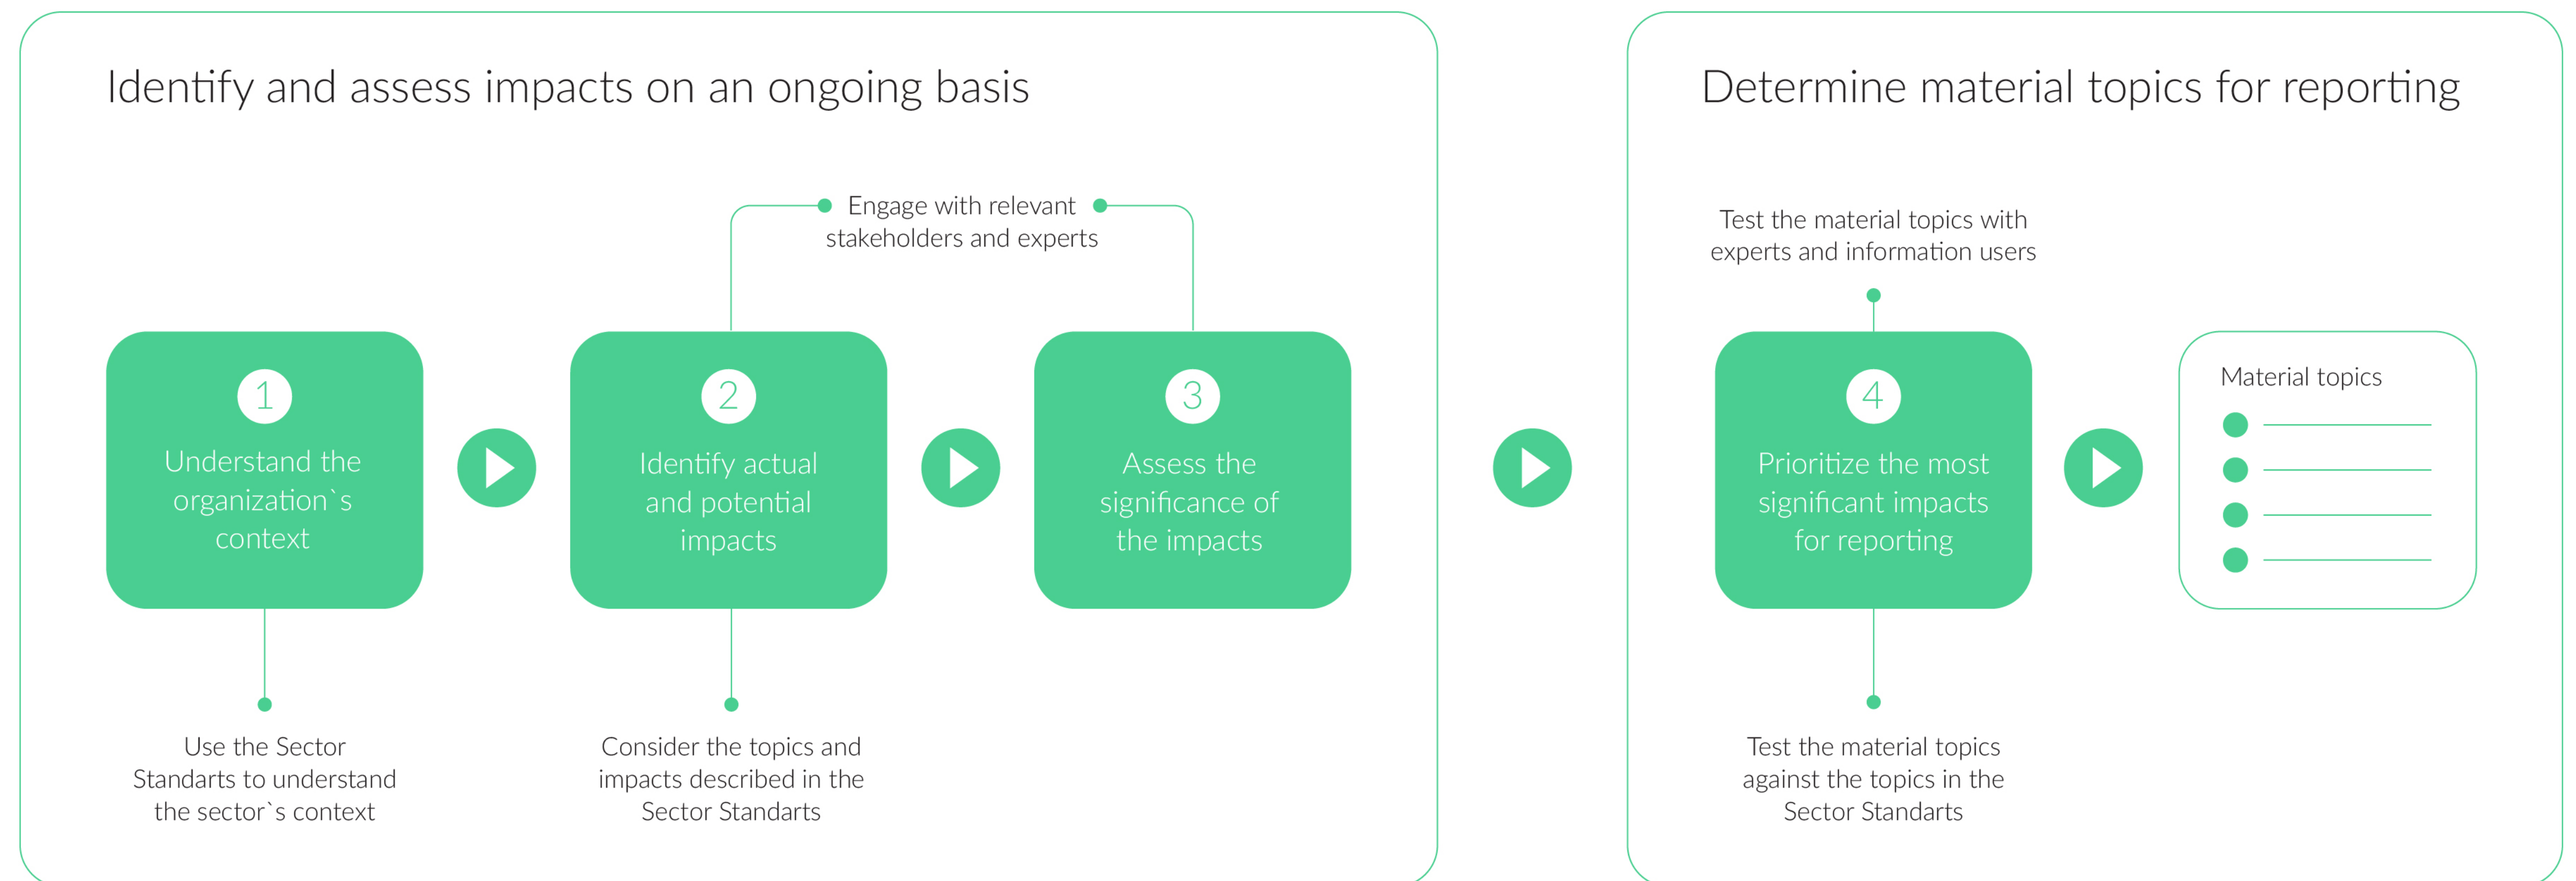 Identify and assess impacts on an ongoing basis
Engage with relevant
stakeholders and experts
1
Understand the
organization`s
context
2
Identify actual
and potential
impacts
3
Assess the
significance of
the impacts
Use the Sector
Standarts to understand
the sector`s context
Consider the topics and
impacts described in the
Sector Standarts
Determine material topics for reporting
Test the material topics with
experts and information users
4
Prioritize the most
significant impacts
for reporting
Material topics
Test the material topics
against the topics in the
Sector Standarts